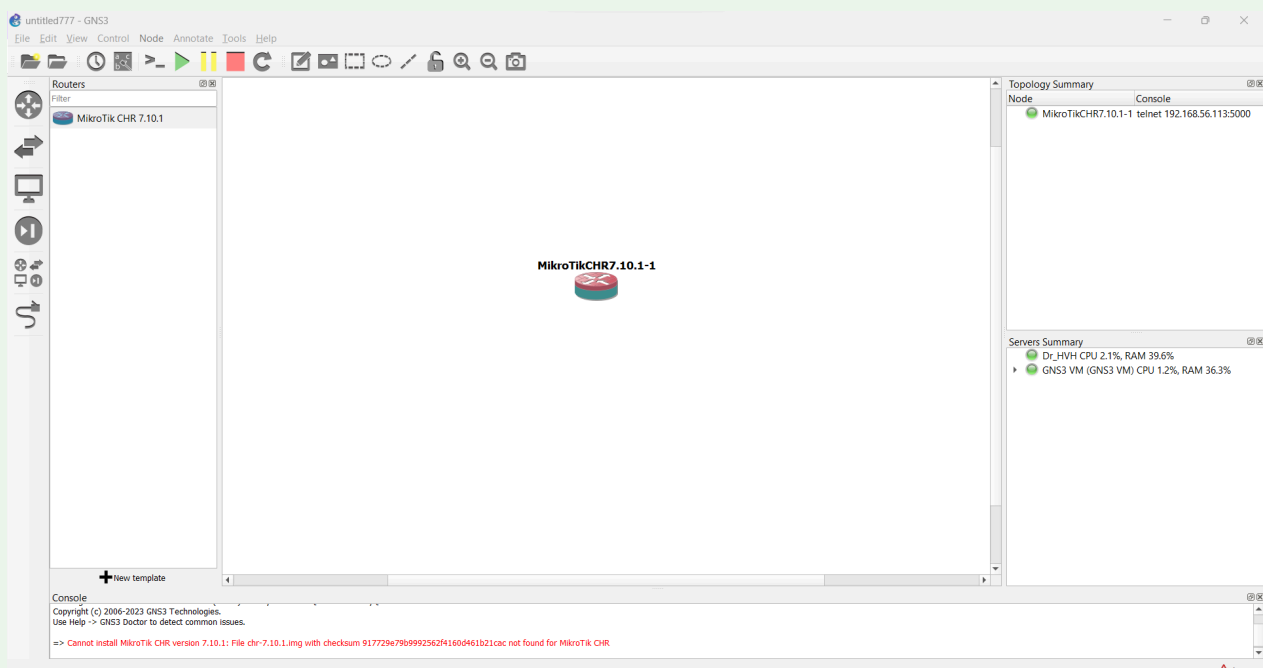 untitled777 - GNS3
File Edit View Control Node Annotate Tools Help
Routers
Filter
MikroTik CHR 7.10.1
New template
MikroTikCHR7.10.1-1
Topology Summary
Node Console
MikroTikCHR7.10.1-1 telnet 192.168.56.113:5000
Servers Summary
Dr_HVH CPU 2.1%, RAM 39.6%
GNS3 VM (GNS3 VM) CPU 1.2%, RAM 36.3%
Console
Copyright (c) 2006-2023 GNS3 Technologies.
Use Help -> GNS3 Doctor to detect common issues.
=> Cannot install MikroTik CHR version 7.10.1: File chr-7.10.1.img with checksum 917729e79b9992562f4160d461b21cac not found for MikroTik CHR